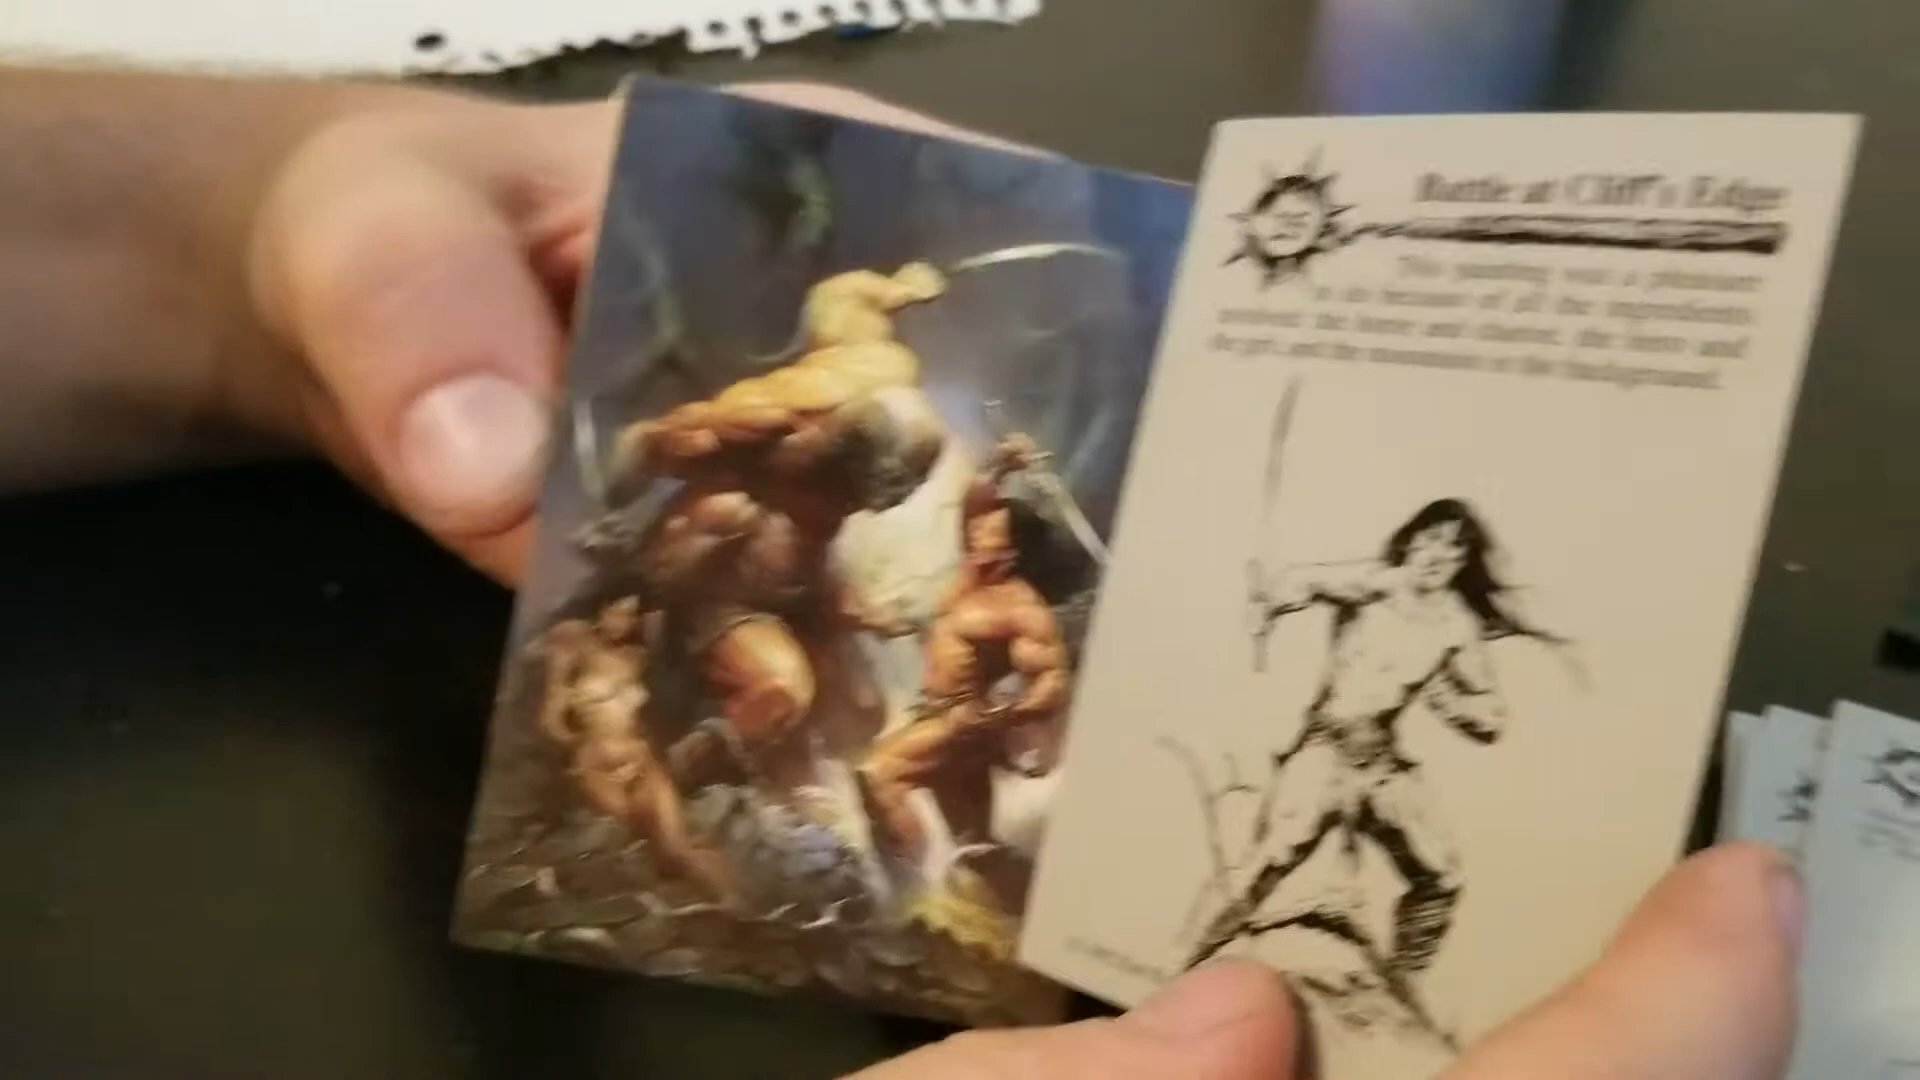 Battle at Cliff's Edge
25
This painting was a pleasure
to do because of all the ingredients
involved: the horse and chariot, the hero and
the girl, and the mountains in the background.